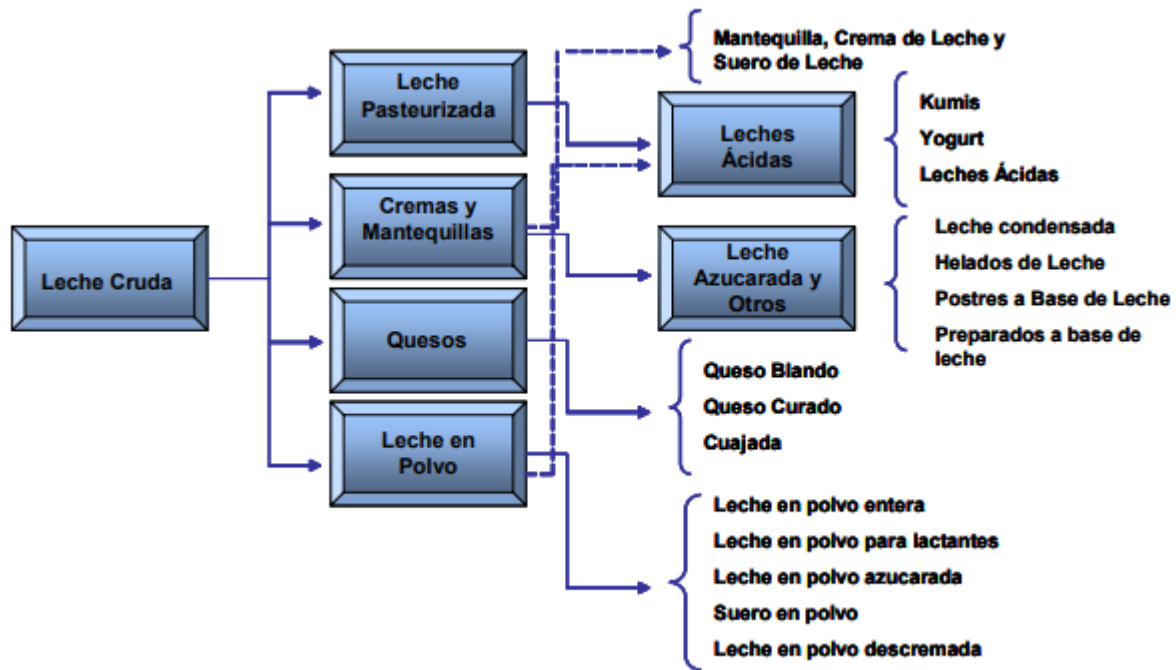 Leche Cruda
Leche
Pasteurizada
Cremas y
Mantequillas
Quesos
Leche en
Polvo
Mantequilla, Crema de Leche y
Suero de Leche
Leches
Ácidas
Kumis
Yogurt
Leches Ácidas
Leche
Azucarada y
Otros
Leche condensada
Helados de Leche
Postres a Base de Leche
Preparados a base de
leche
Queso Blando
Queso Curado
Cuajada
Leche en polvo entera
Leche en polvo para lactantes
Leche en polvo azucarada
Suero en polvo
Leche en polvo descremada